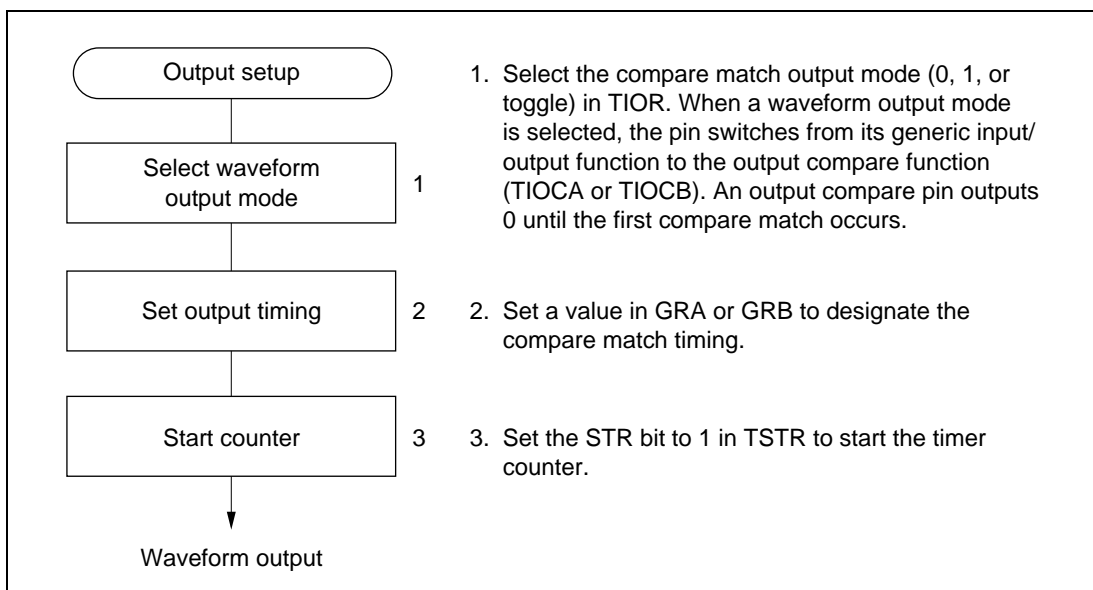 Output setup
Select waveform
output mode
1
Set output timing
2
Start counter
3
Waveform output
1. Select the compare match output mode (0, 1, or
toggle) in TIOR. When a waveform output mode
is selected, the pin switches from its generic input/
output function to the output compare function
(TIOCA or TIOCB). An output compare pin outputs
0 until the first compare match occurs.
2. Set a value in GRA or GRB to designate the
compare match timing.
3. Set the STR bit to 1 in TSTR to start the timer
counter.